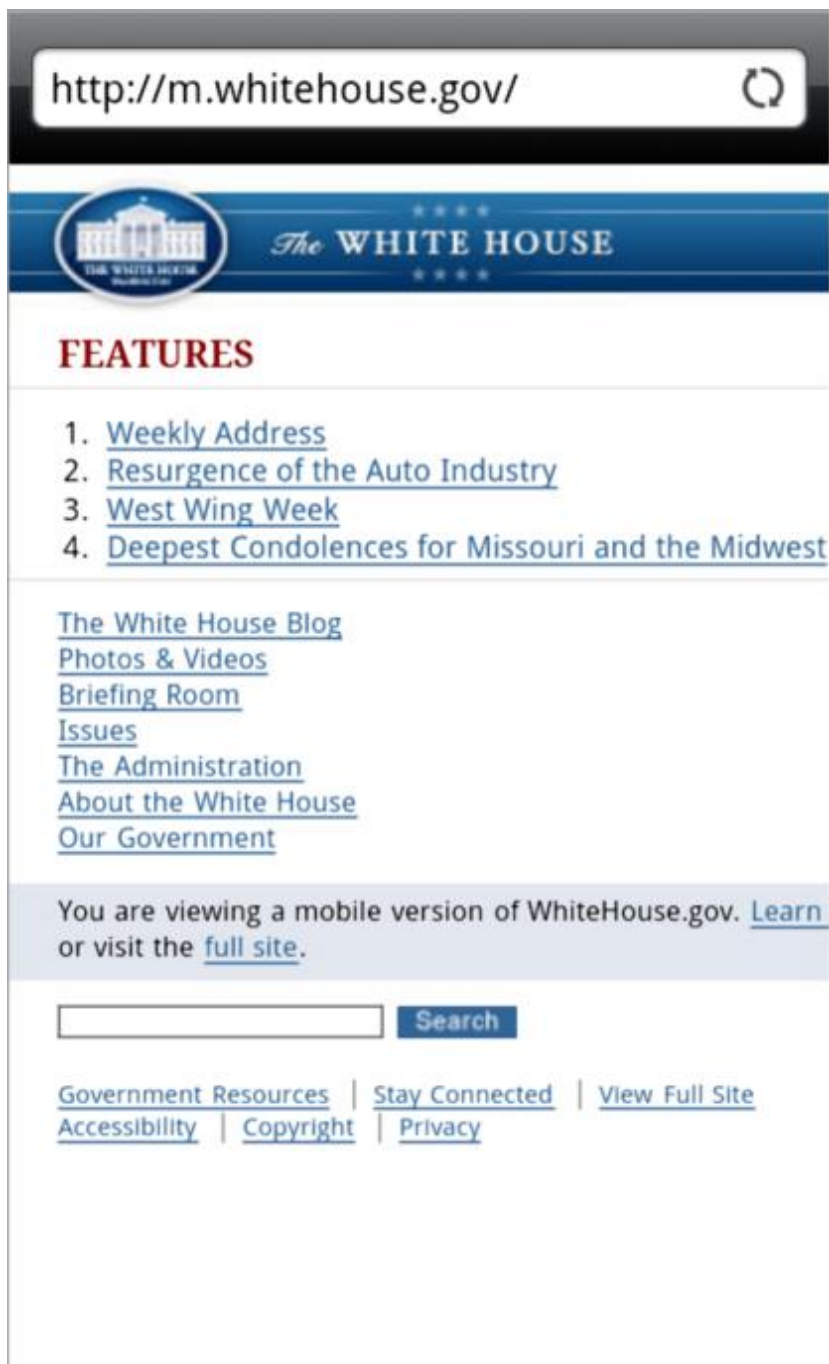 http://m.whitehouse.gov/
The WHITE HOUSE
THE WHITE HOUSE
FEATURES
1. Weekly Address
2. Resurgence of the Auto Industry
3. West Wing Week
4. Deepest Condolences for Missouri and the Midwest
The White House Blog
Photos & Videos
Briefing Room
Issues
The Administration
About the White House
Our Government
You are viewing a mobile version of WhiteHouse.gov. Learn
or visit the full site.
Search
Government Resources | Stay Connected | View Full Site
Accessibility | Copyright | Privacy